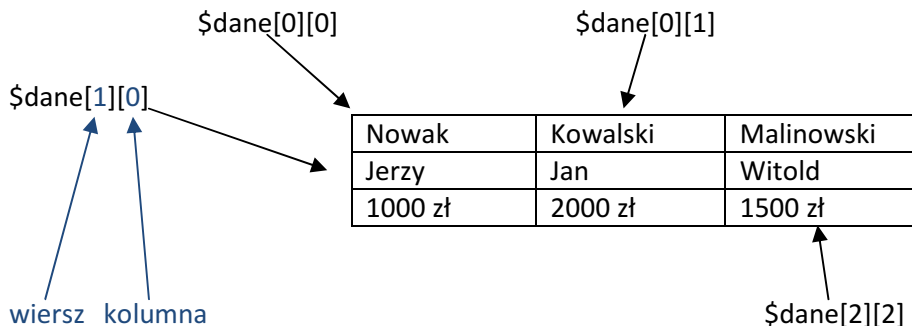 $dane[0][0] $dane[0][1]
$dane[1][0]
Nowak Kowalski Malinowski
Jerzy Jan Witold
1000 zł 2000 zł 1500 zł
wiersz kolumna $dane[2][2]